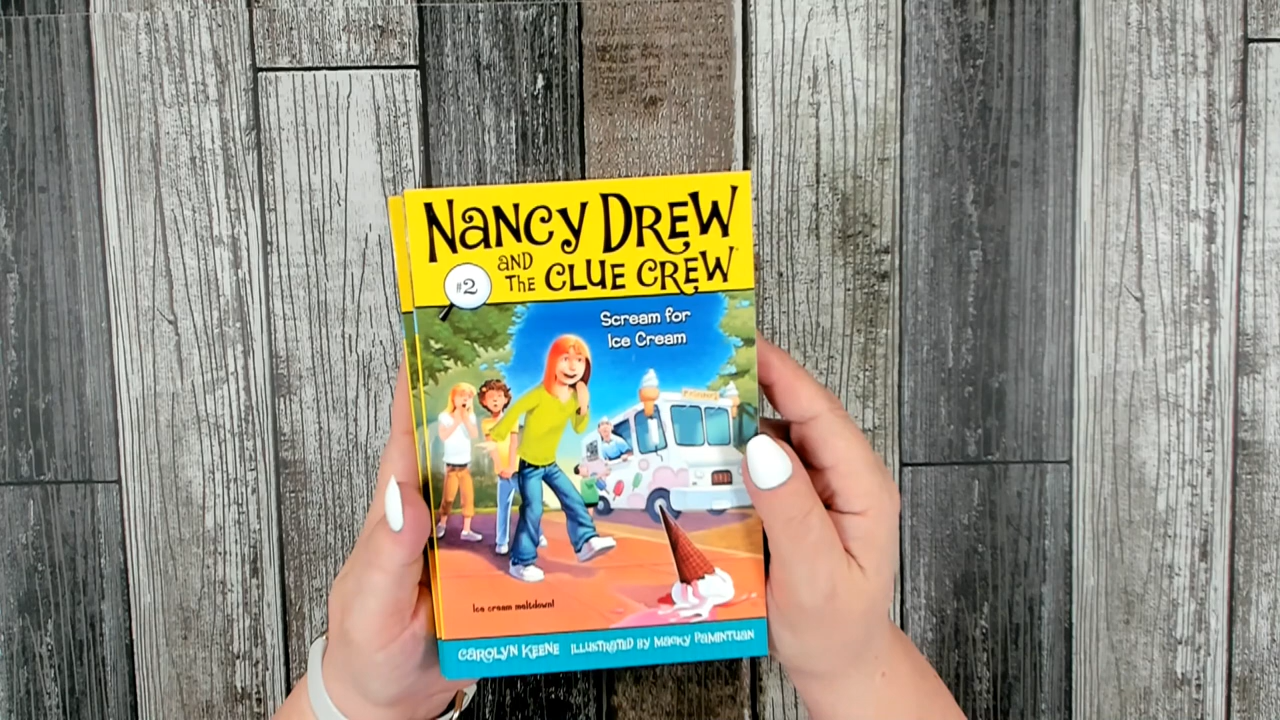 NANCY DREW
AND
THE CLUE CREW
#2
Scream for
Ice Cream
Ice cream meltdown!
CAROLYN KEENE ILLUSTRATED BY MACKY PAMINTUAN